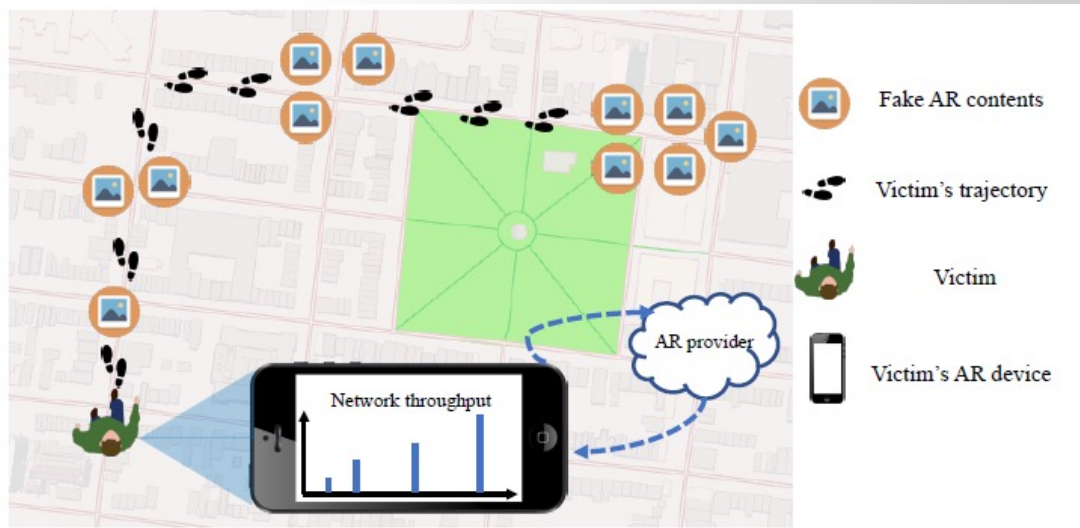 Fake AR contents
Victim's trajectory
Victim
AR provider
Victim's AR device
Network throughput